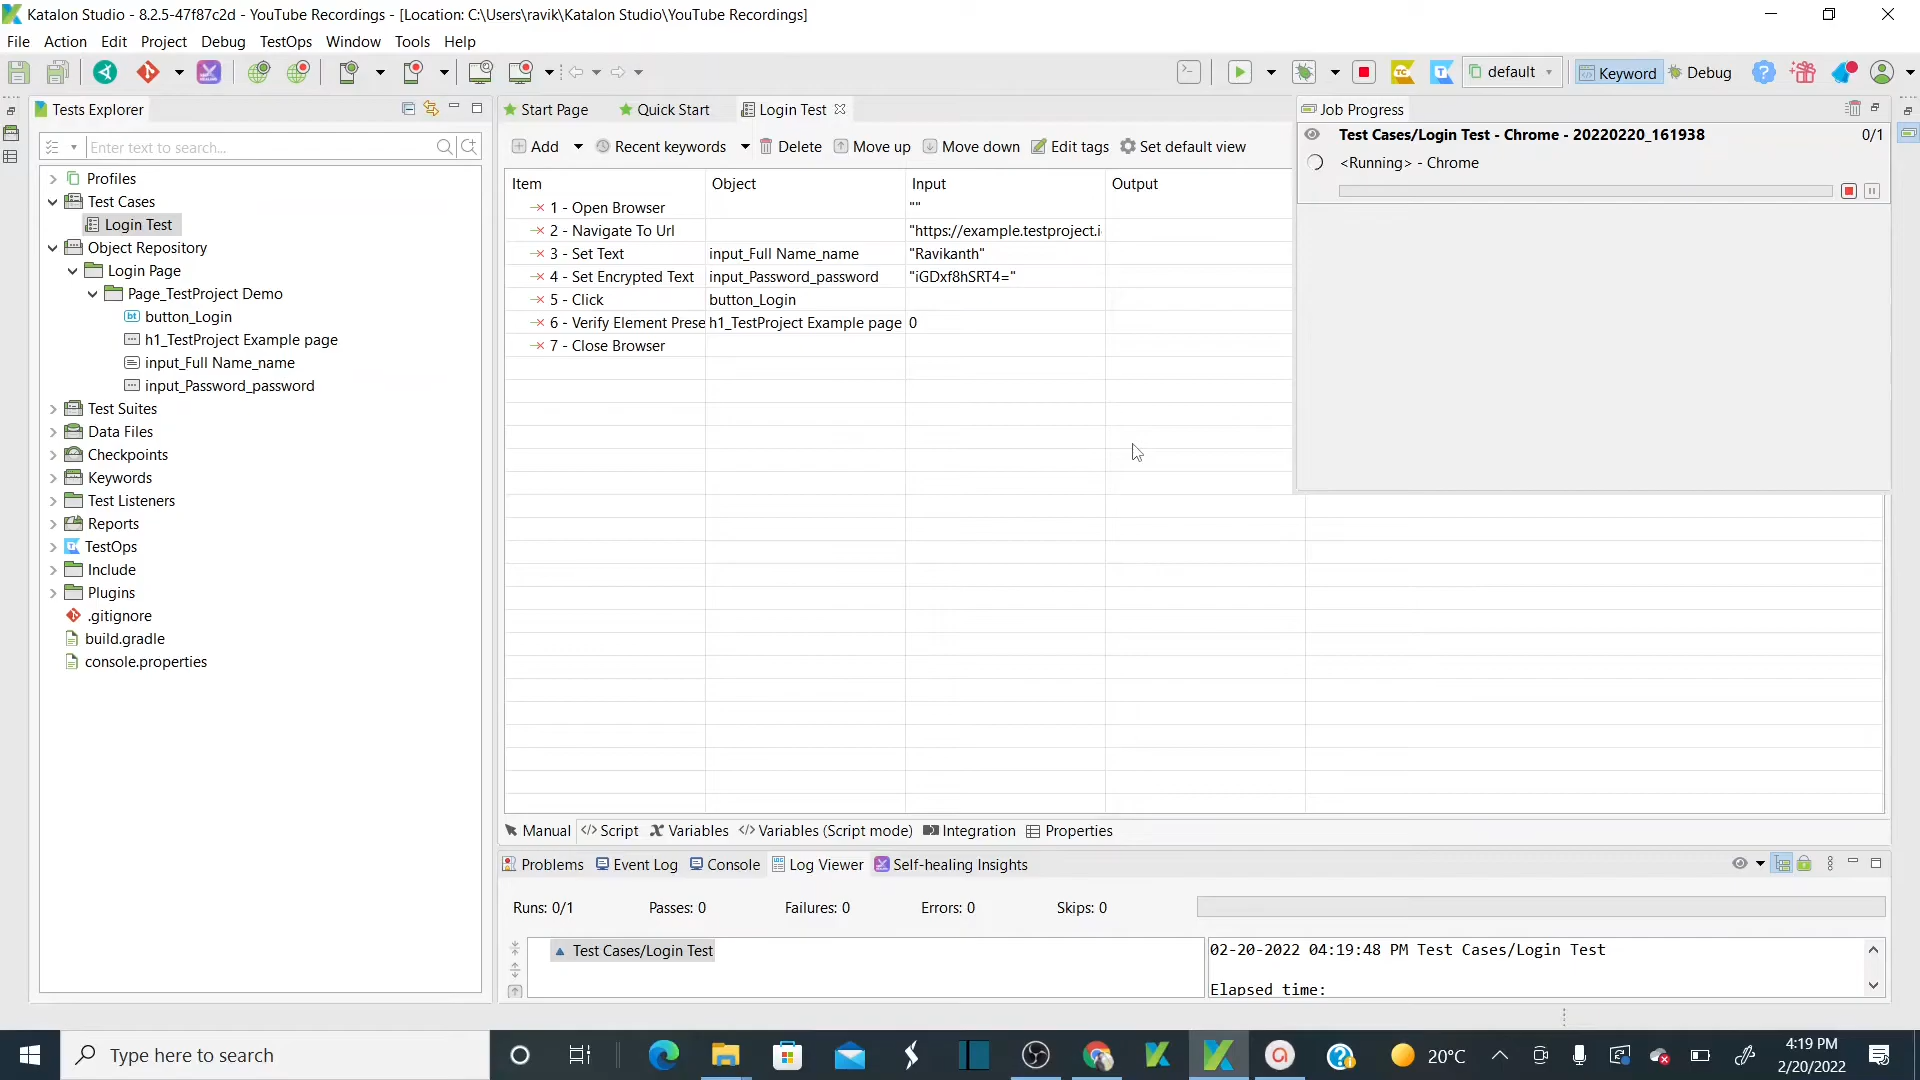 Katalon Studio - 8.2.5-47f87c2d - YouTube Recordings - [Location: C:\Users\ravik\Katalon Studio\YouTube Recordings]
File Action Edit Project Debug TestOps Window Tools Help
default Keyword Debug
Tests Explorer
Enter text to search...
Profiles
Test Cases
Login Test
Object Repository
Login Page
Page_TestProject Demo
button_Login
h1_TestProject Example page
input_Full Name_name
input_Password_password
Test Suites
Data Files
Checkpoints
Keywords
Test Listeners
Reports
TestOps
Include
Plugins
.gitignore
build.gradle
console.properties
Start Page Quick Start Login Test
Add Recent keywords Delete Move up Move down Edit tags Set default view
Item Object Input Output
1 - Open Browser ""
2 - Navigate To Url "https://example.testproject.i
3 - Set Text input_Full Name_name "Ravikanth"
4 - Set Encrypted Text input_Password_password "iGDxf8hSRT4="
5 - Click button_Login
6 - Verify Element Prese h1_TestProject Example page 0
7 - Close Browser
Job Progress
Test Cases/Login Test - Chrome - 20220220_161938 0/1
<Running> - Chrome
Manual </> Script Variables </> Variables (Script mode) Integration Properties
Problems Event Log Console Log Viewer Self-healing Insights
Runs: 0/1 Passes: 0 Failures: 0 Errors: 0 Skips: 0
Test Cases/Login Test
02-20-2022 04:19:48 PM Test Cases/Login Test
Elapsed time:
Type here to search
20°C
4:19 PM
2/20/2022